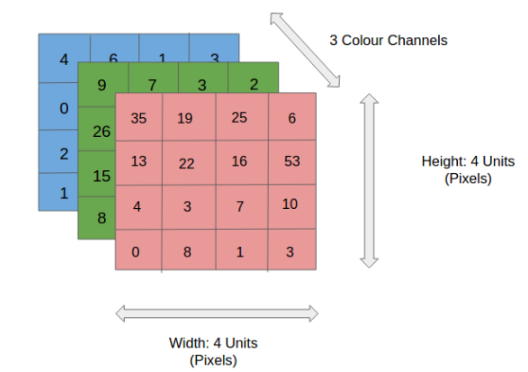 3 Colour Channels
4 6 1 3
9 7 3 2
0
35 19 25 6
26
13 22 16 53
2
15
4 3 7 10
1
8
0 8 1 3
Height: 4 Units
(Pixels)
Width: 4 Units
(Pixels)